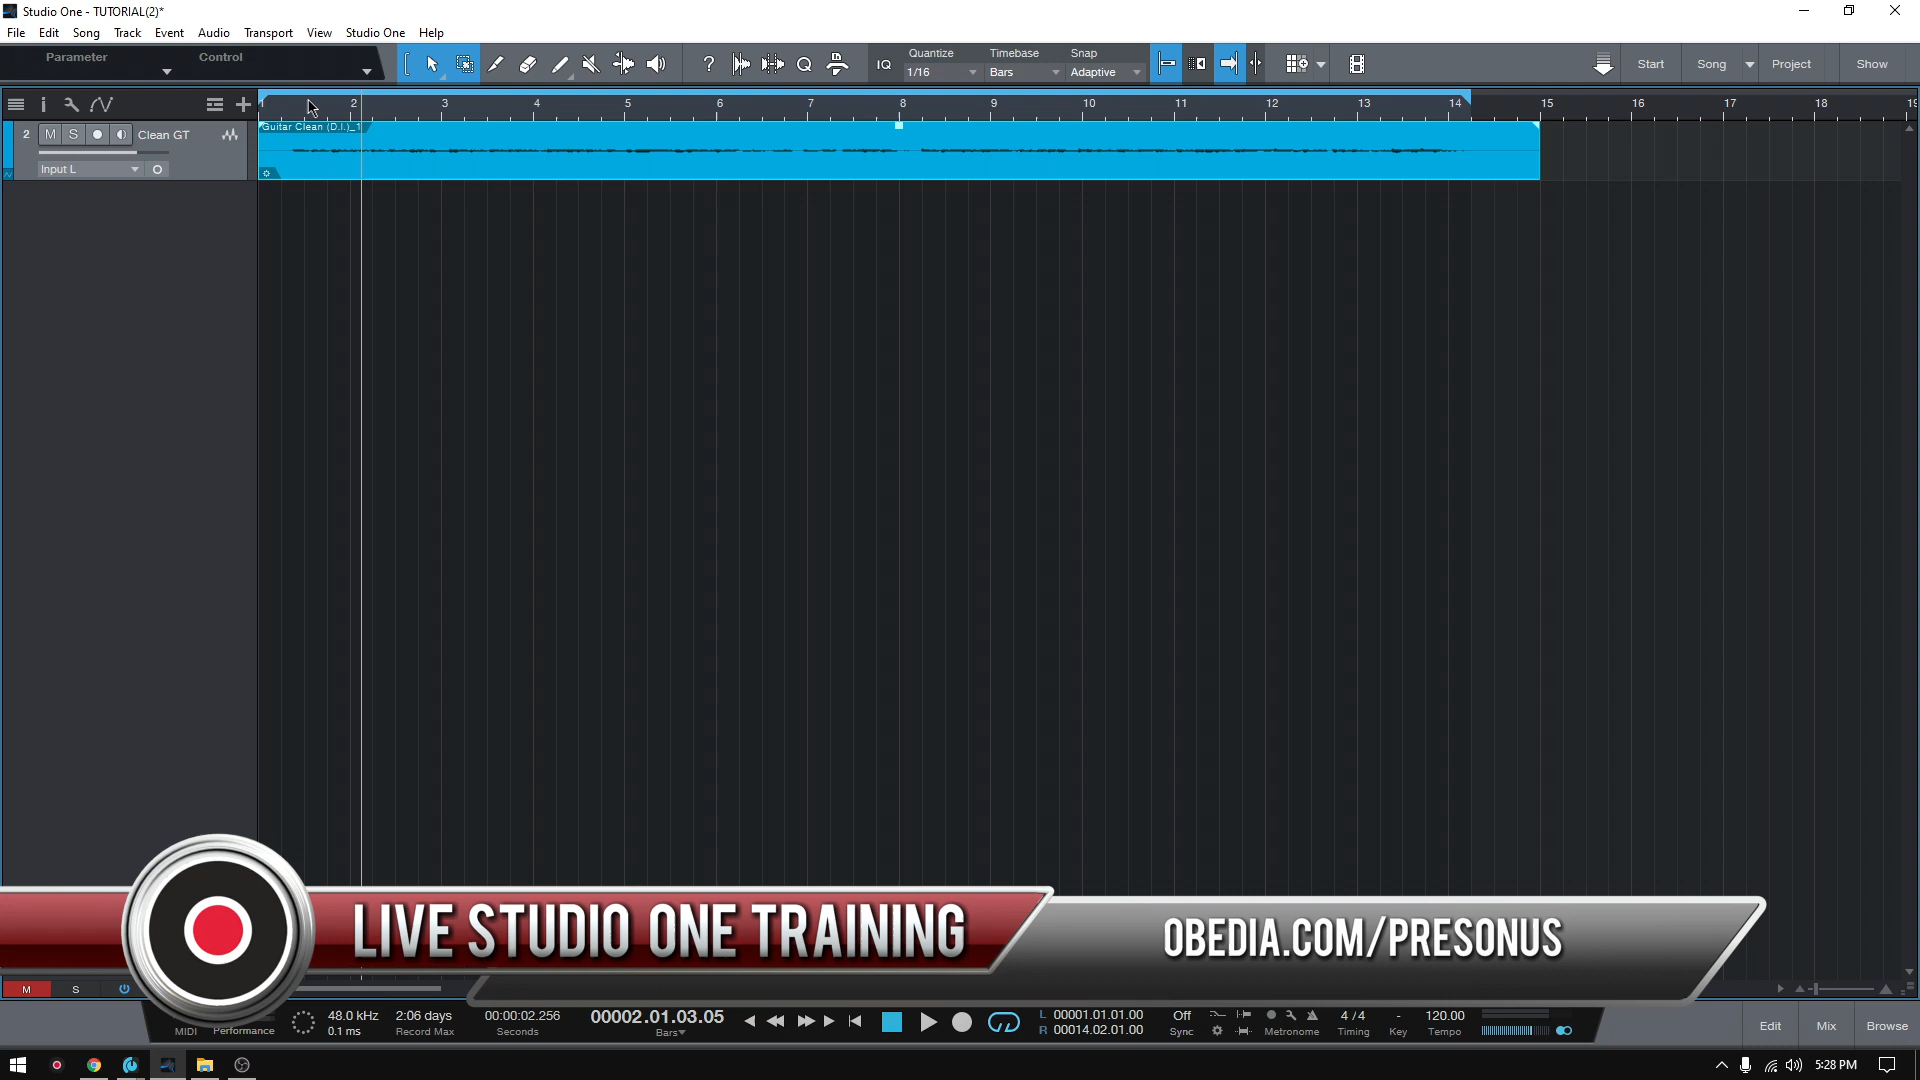 Studio One - TUTORIAL(2)*
File Edit Song Track Event Audio Transport View Studio One Help
Parameter Control
Quantize Timebase Snap
IQ 1/16 Bars Adaptive
? Q
Start Song Project Show
2 3 4 5 6 7 8 9 10 11 12 13 14 15 16 17 18 19
Guitar Clean (D.I.)_1
2 M S Clean GT
Input L
LIVE STUDIO ONE TRAINING
OBEDIA.COM/PRESONUS
M S
MIDI Performance
48.0 kHz
0.1 ms
2:06 days
Record Max
00:00:02.256
Seconds
00002.01.03.05
Bars
L 00001.01.01.00
R 00014.02.01.00
Off
Sync
Metronome
4 / 4
Timing
-
Key
120.00
Tempo
Edit Mix Browse
5:28 PM